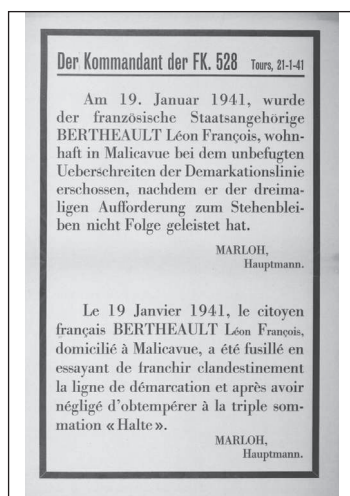 Der Kommandant der FK. 528 Tours, 21-1-41
Am 19. Januar 1941, wurde
der französische Staatsangehörige
BERTHEAULT Léon François, wohn-
haft in Malicavue bei dem unbefugten
Ueberschreiten der Demarkationslinie
erschossen, nachdem er der dreima-
ligen Aufforderung zum Stehenblei-
ben nicht Folge geleistet hat.
MARLOH,
Hauptmann.
Le 19 Janvier 1941, le citoyen
français BERTHEAULT Léon François,
domicilié à Malicavue, a été fusillé en
essayant de franchir clandestinement
la ligne de démarcation et après avoir
négligé d'obtempérer à la triple som-
mation « Halte ».
MARLOH,
Hauptmann.